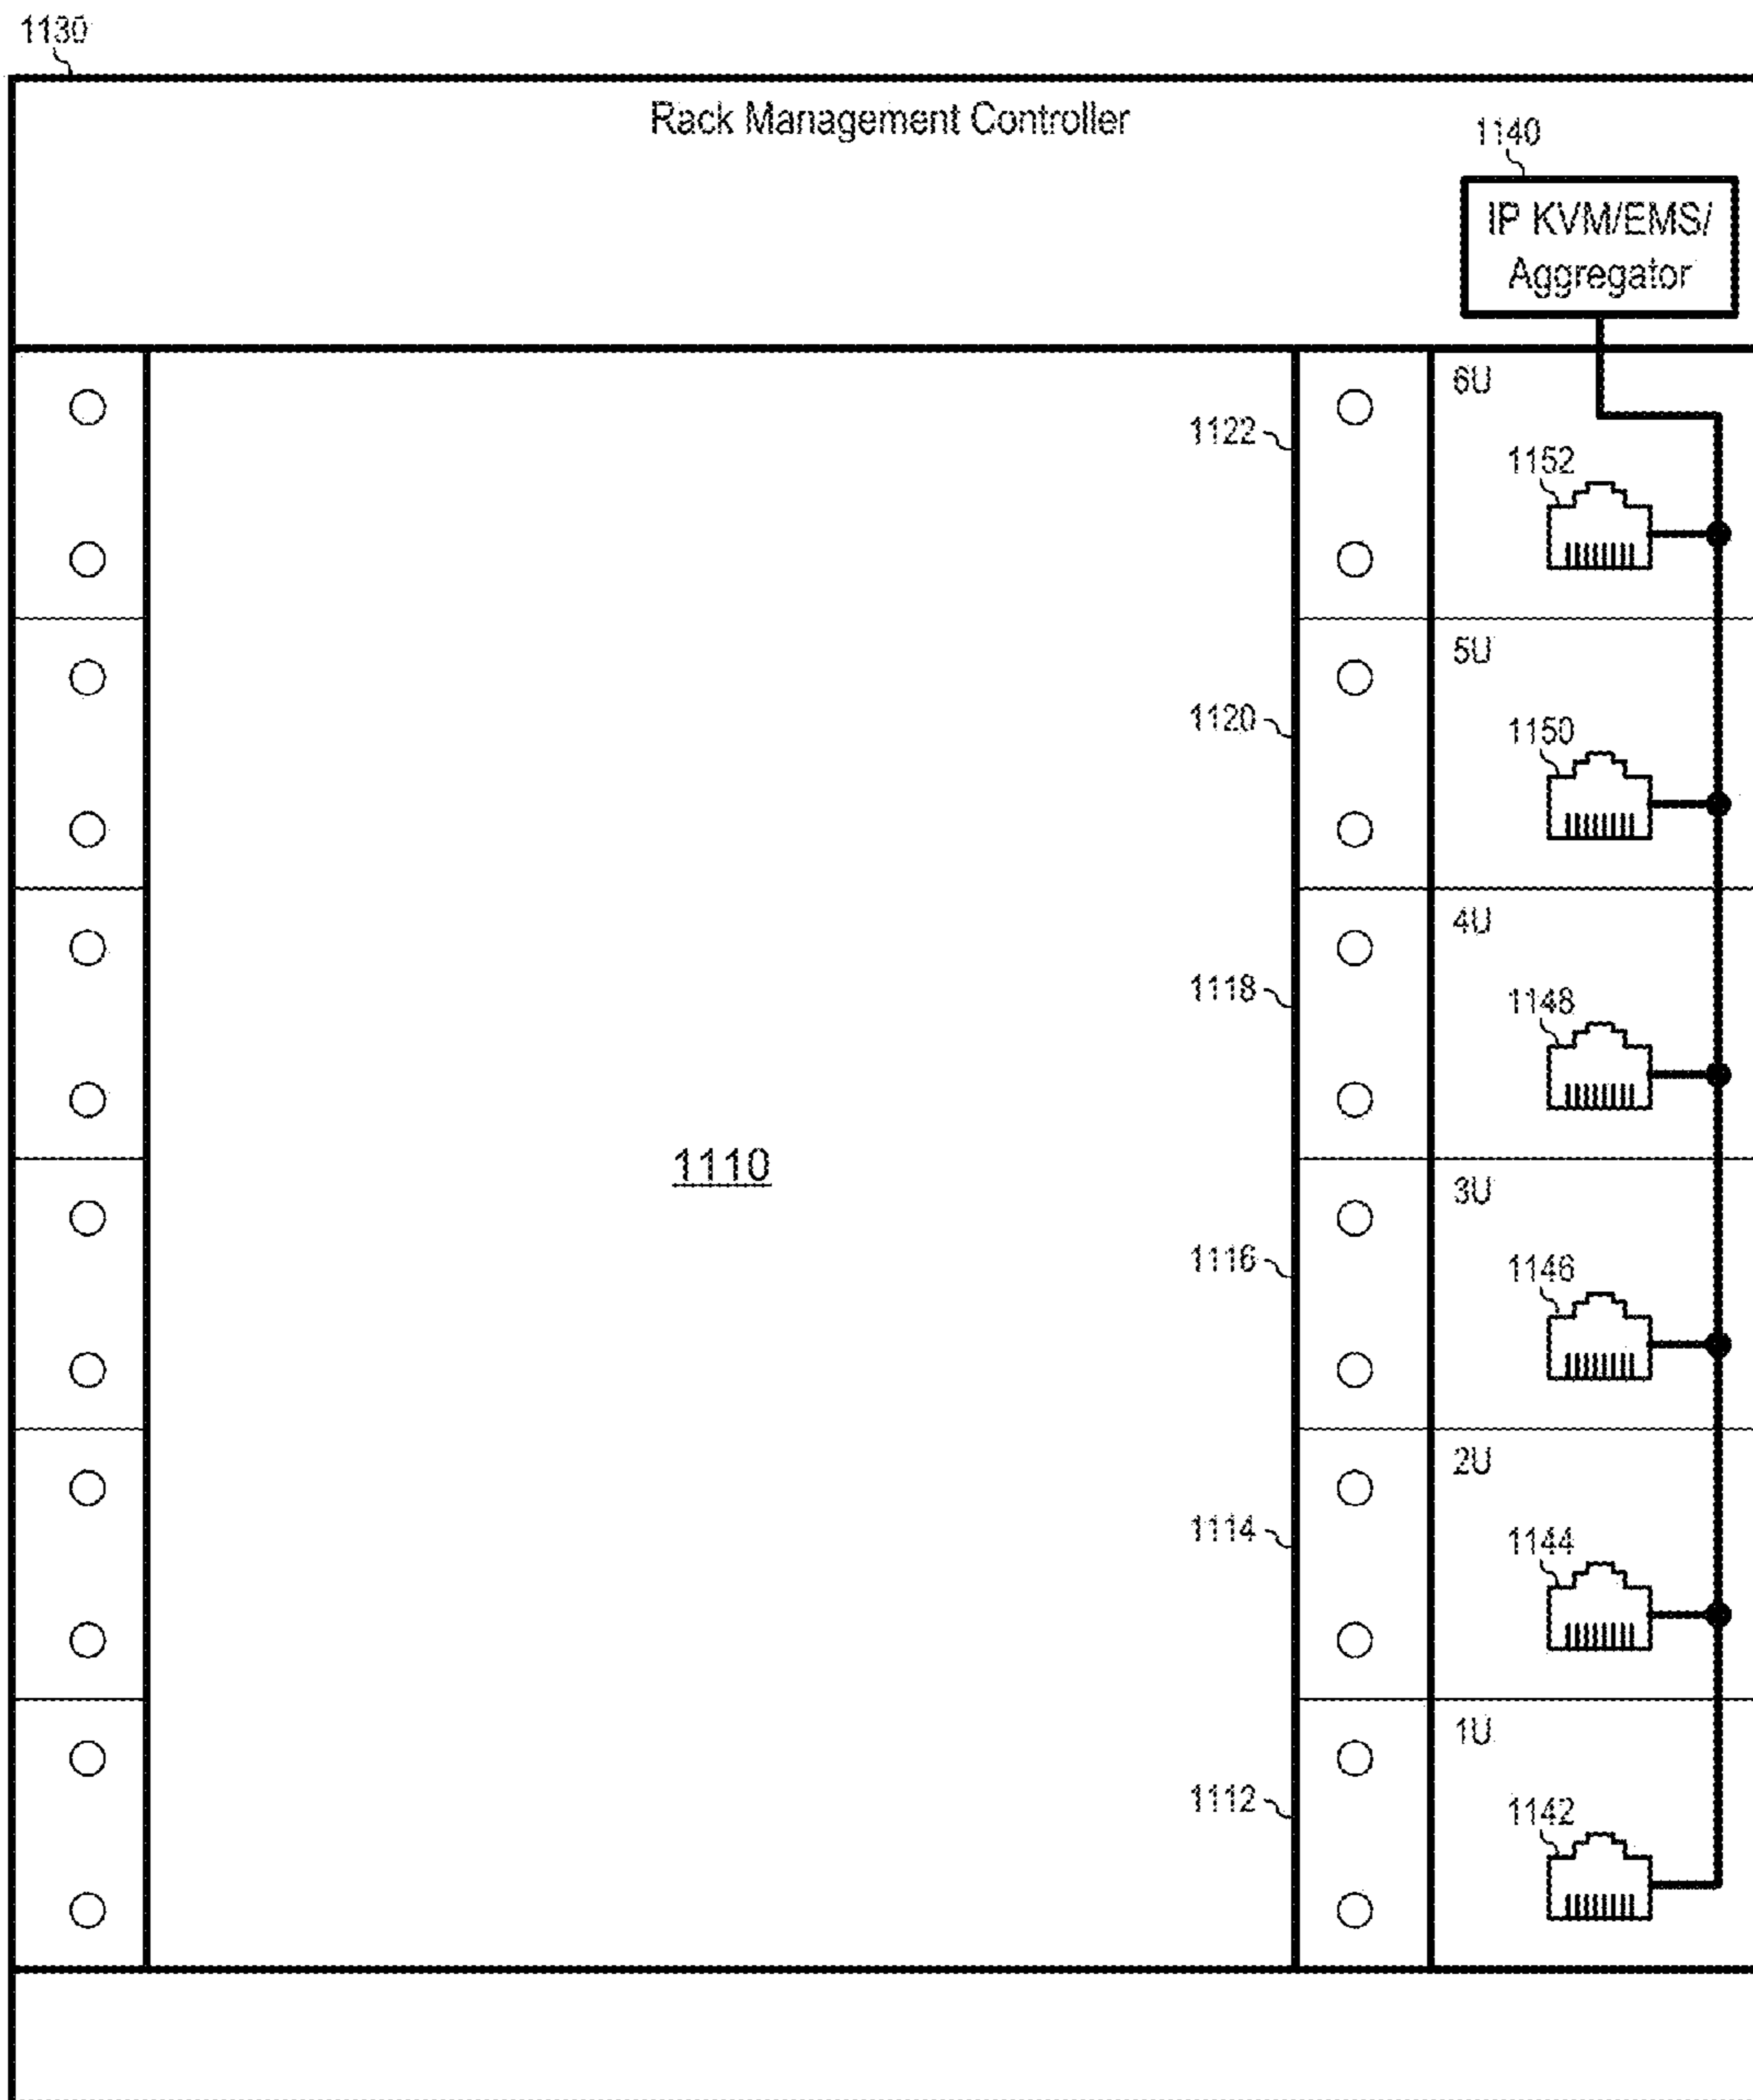 1130
Rack Management Controller
1140
IP KVM/EMS/
Aggregator
6U
1122
1152
5U
1120
1150
4U
1118
1148
1110
3U
1116
1146
2U
1114
1144
1U
1112
1142